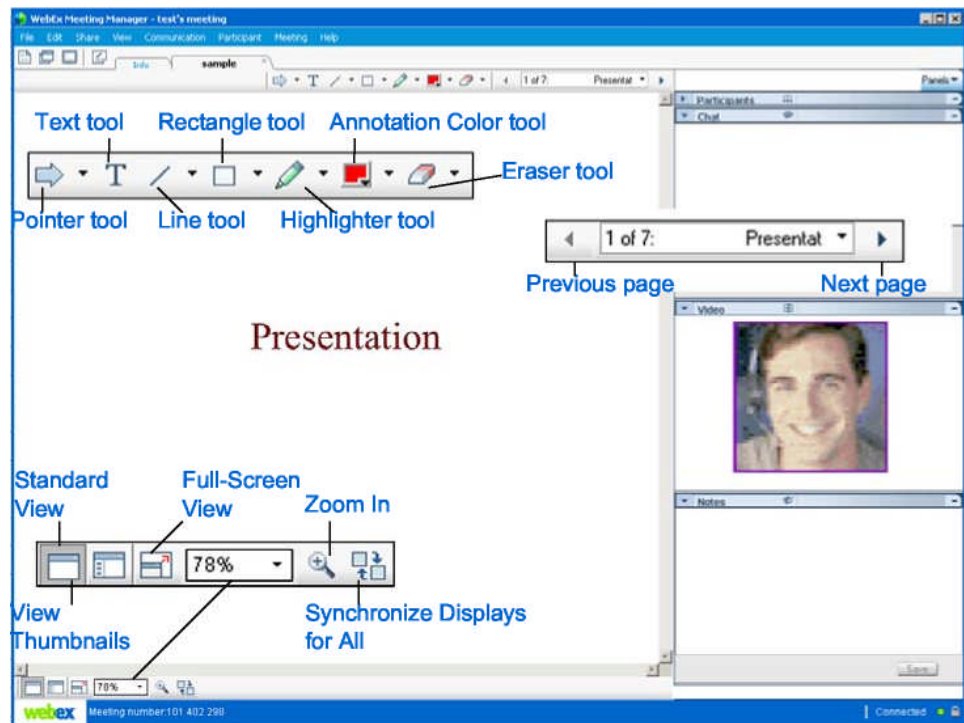 WebEx Meeting Manager - test's meeting
File Edit Share View Communication Participant Meeting Help
Info sample
T 1 of 7: Presentat Panels
Participants
Chat
Text tool Rectangle tool Annotation Color tool
T
Eraser tool
Pointer tool Line tool Highlighter tool
1 of 7: Presentat
Previous page Next page
Video
Presentation
Standard View
Full-Screen View
Zoom In
78%
View Thumbnails
Synchronize Displays for All
Notes
Save
78%
webex Meeting number:101 402 298 Connected